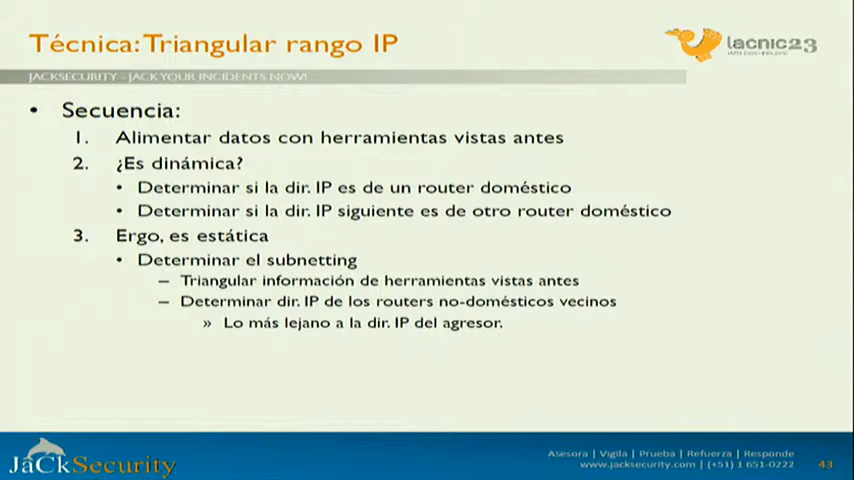 Técnica: Triangular rango IP
lacnic23
JACKSECURITY - JACK YOUR INCIDENTS NOW!
• Secuencia:
1. Alimentar datos con herramientas vistas antes
2. ¿Es dinámica?
• Determinar si la dir. IP es de un router doméstico
• Determinar si la dir. IP siguiente es de otro router doméstico
3. Ergo, es estática
• Determinar el subnetting
– Triangular información de herramientas vistas antes
– Determinar dir. IP de los routers no-domésticos vecinos
» Lo más lejano a la dir. IP del agresor.
JaCkSecurity
Asesora | Vigila | Prueba | Refuerza | Responde
www.jacksecurity.com | (+51) 1 651-0222
43